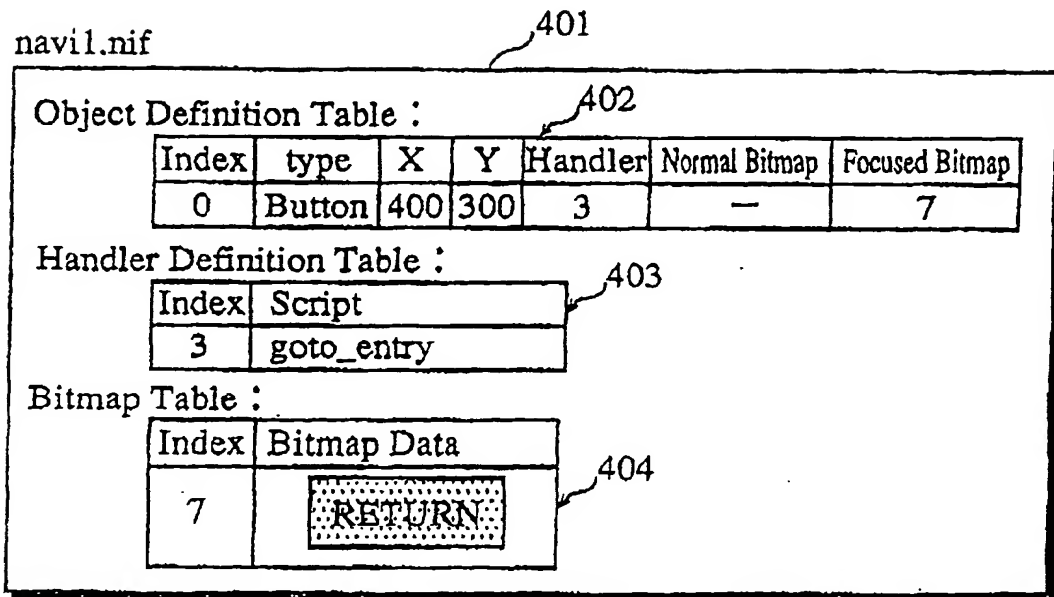 401
navi1.nif
402
Object Definition Table :
Index type X Y Handler Normal Bitmap Focused Bitmap
0 Button 400 300 3 — 7
Handler Definition Table :
403
Index Script
3 goto_entry
Bitmap Table :
Index Bitmap Data
404
7 RETURN